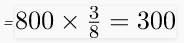 =800 × 3/8 = 300